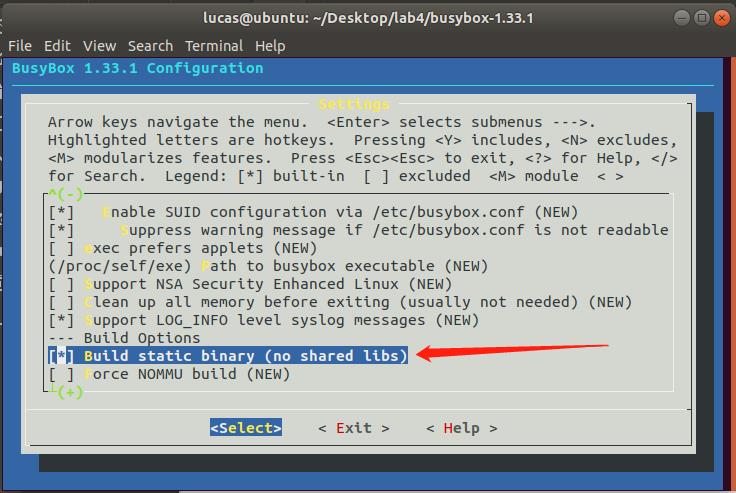 lucas@ubuntu: ~/Desktop/lab4/busybox-1.33.1
File Edit View Search Terminal Help
BusyBox 1.33.1 Configuration
Settings
Arrow keys navigate the menu.  <Enter> selects submenus --->.
Highlighted letters are hotkeys.  Pressing <Y> includes, <N> excludes,
<M> modularizes features.  Press <Esc><Esc> to exit, <?> for Help, </>
for Search.  Legend: [*] built-in  [ ] excluded  <M> module  < >
^(-)
[*]   Enable SUID configuration via /etc/busybox.conf (NEW)
[*]     Suppress warning message if /etc/busybox.conf is not readable
[ ] exec prefers applets (NEW)
(/proc/self/exe) Path to busybox executable (NEW)
[ ] Support NSA Security Enhanced Linux (NEW)
[ ] Clean up all memory before exiting (usually not needed) (NEW)
[*] Support LOG_INFO level syslog messages (NEW)
--- Build Options
[*] Build static binary (no shared libs)
[ ] Force NOMMU build (NEW)
(+)
<Select>    < Exit >    < Help >